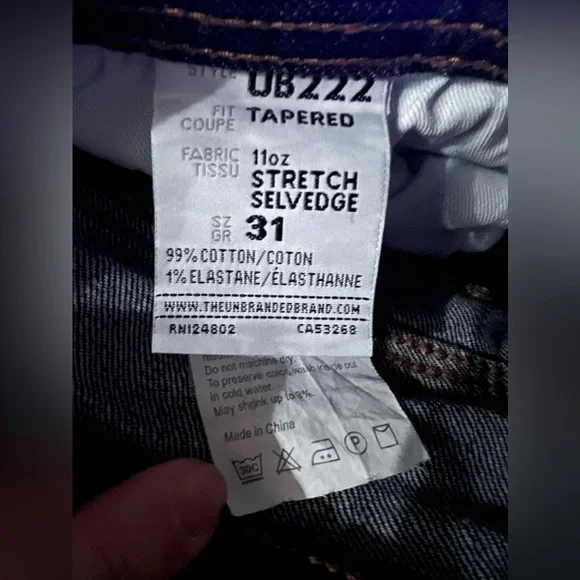 STYLE UB222
FIT TAPERED
COUPE
FABRIC 11oz
TISSU STRETCH
SELVEDGE
SZ 31
GR
99% COTTON/COTON
1% ELASTANE/ÉLASTHANNE
WWW.THEUNBRANDEDBRAND.COM
RN124802 CA53268
Do not machine dry
To preserve color, wash inside out
in cold water.
May shrink up to3%.
Made in China
30C P